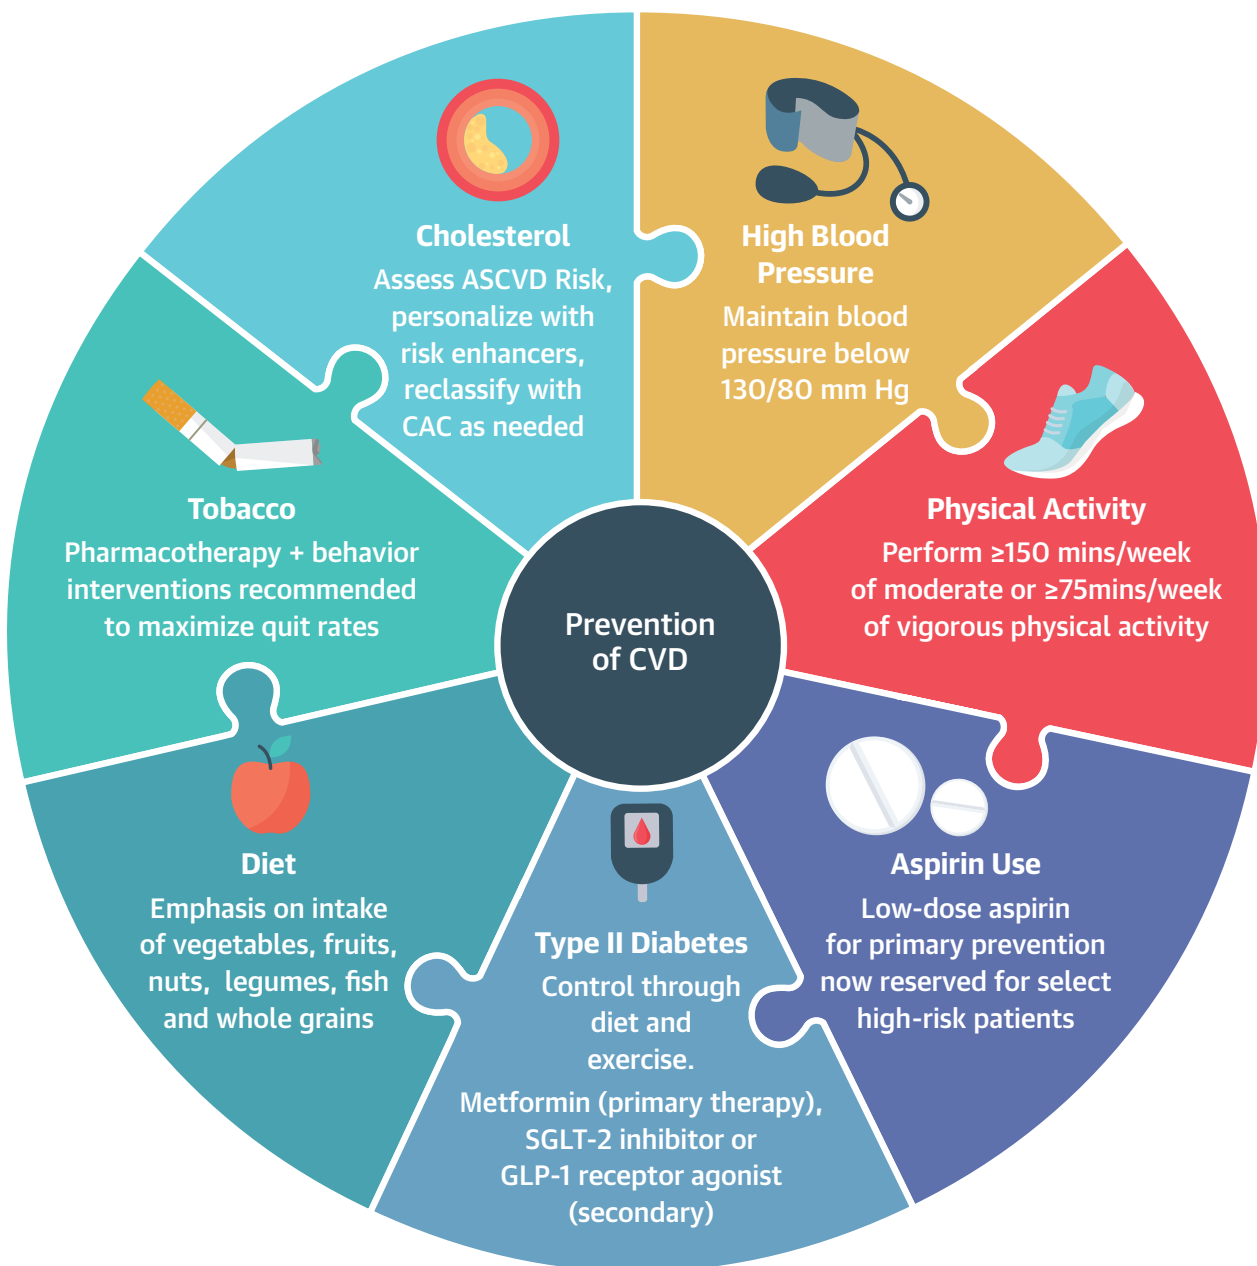 Cholesterol
Assess ASCVD Risk,
personalize with
risk enhancers,
reclassify with
CAC as needed
High Blood
Pressure
Maintain blood
pressure below
130/80 mm Hg
Physical Activity
Perform ≥150 mins/week
of moderate or ≥75mins/week
of vigorous physical activity
Aspirin Use
Low-dose aspirin
for primary prevention
now reserved for select
high-risk patients
Type II Diabetes
Control through
diet and
exercise.
Metformin (primary therapy),
SGLT-2 inhibitor or
GLP-1 receptor agonist
(secondary)
Diet
Emphasis on intake
of vegetables, fruits,
nuts,  legumes, fish
and whole grains
Tobacco
Pharmacotherapy + behavior
interventions recommended
to maximize quit rates
Prevention
of CVD